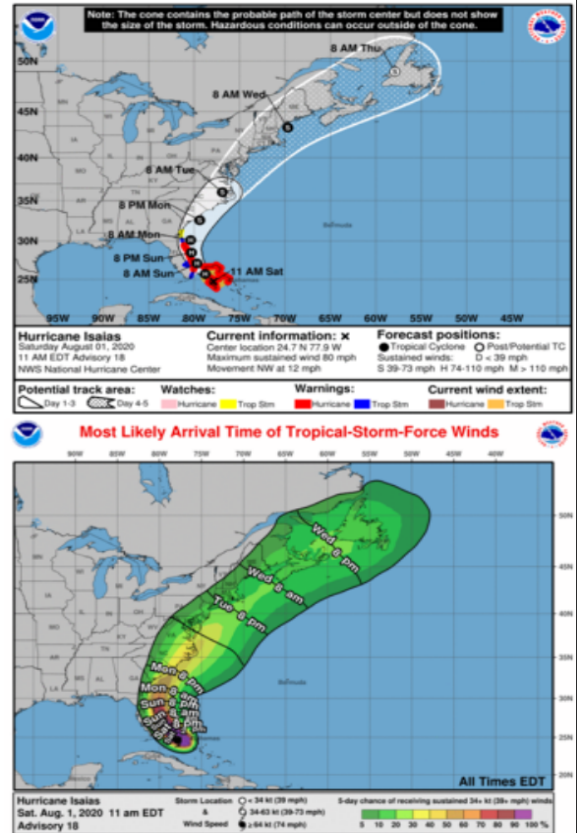 Note: The cone contains the probable path of the storm center but does not show
the size of the storm. Hazardous conditions can occur outside of the cone.
8 AM Thu
50N
8 AM Wed
45N
40N
8 AM Tue
35N
8 PM Mon
8 AM Mon
Bermuda
30N
8 PM Sun
8 AM Sun
11 AM Sat
25N
95W 90W 85W 80W 75W 70W 65W 60W 55W 50W 45W
Hurricane Isaias
Saturday August 01, 2020
11 AM EDT Advisory 18
NWS National Hurricane Center
Current information: x
Center location 24.7 N 77.9 W
Maximum sustained wind 80 mph
Movement NW at 12 mph
Forecast positions:
Tropical Cyclone Post/Potential TC
Sustained winds: D < 39 mph
S 39-73 mph H 74-110 mph M > 110 mph
Potential track area:
Day 1-3 Day 4-5
Watches:
Hurricane Trop Stm
Warnings:
Hurricane Trop Stm
Current wind extent:
Hurricane Trop Stm
Most Likely Arrival Time of Tropical-Storm-Force Winds
90W 85W 80W 75W 70W 65W 60W 55W 50W 45W 40W
50N
Wed 8 pm
45N
Wed 8 am
40N
Tue 8 pm
35N
Mon 8 pm
Mon 8 am
Bermuda
30N
Sun 8 pm
Sun 8 am
Sat 8 pm
25N
20N
All Times EDT
Hurricane Isaias
Sat. Aug. 1, 2020 11 am EDT
Advisory 18
Storm Location
&
Wind Speed
< 34 kt (39 mph)
34-63 kt (39-73 mph)
≥ 64 kt (74 mph)
5-day chance of receiving sustained 34+ kt (39+ mph) winds
5 10 20 30 40 50 60 70 80 90 100 %